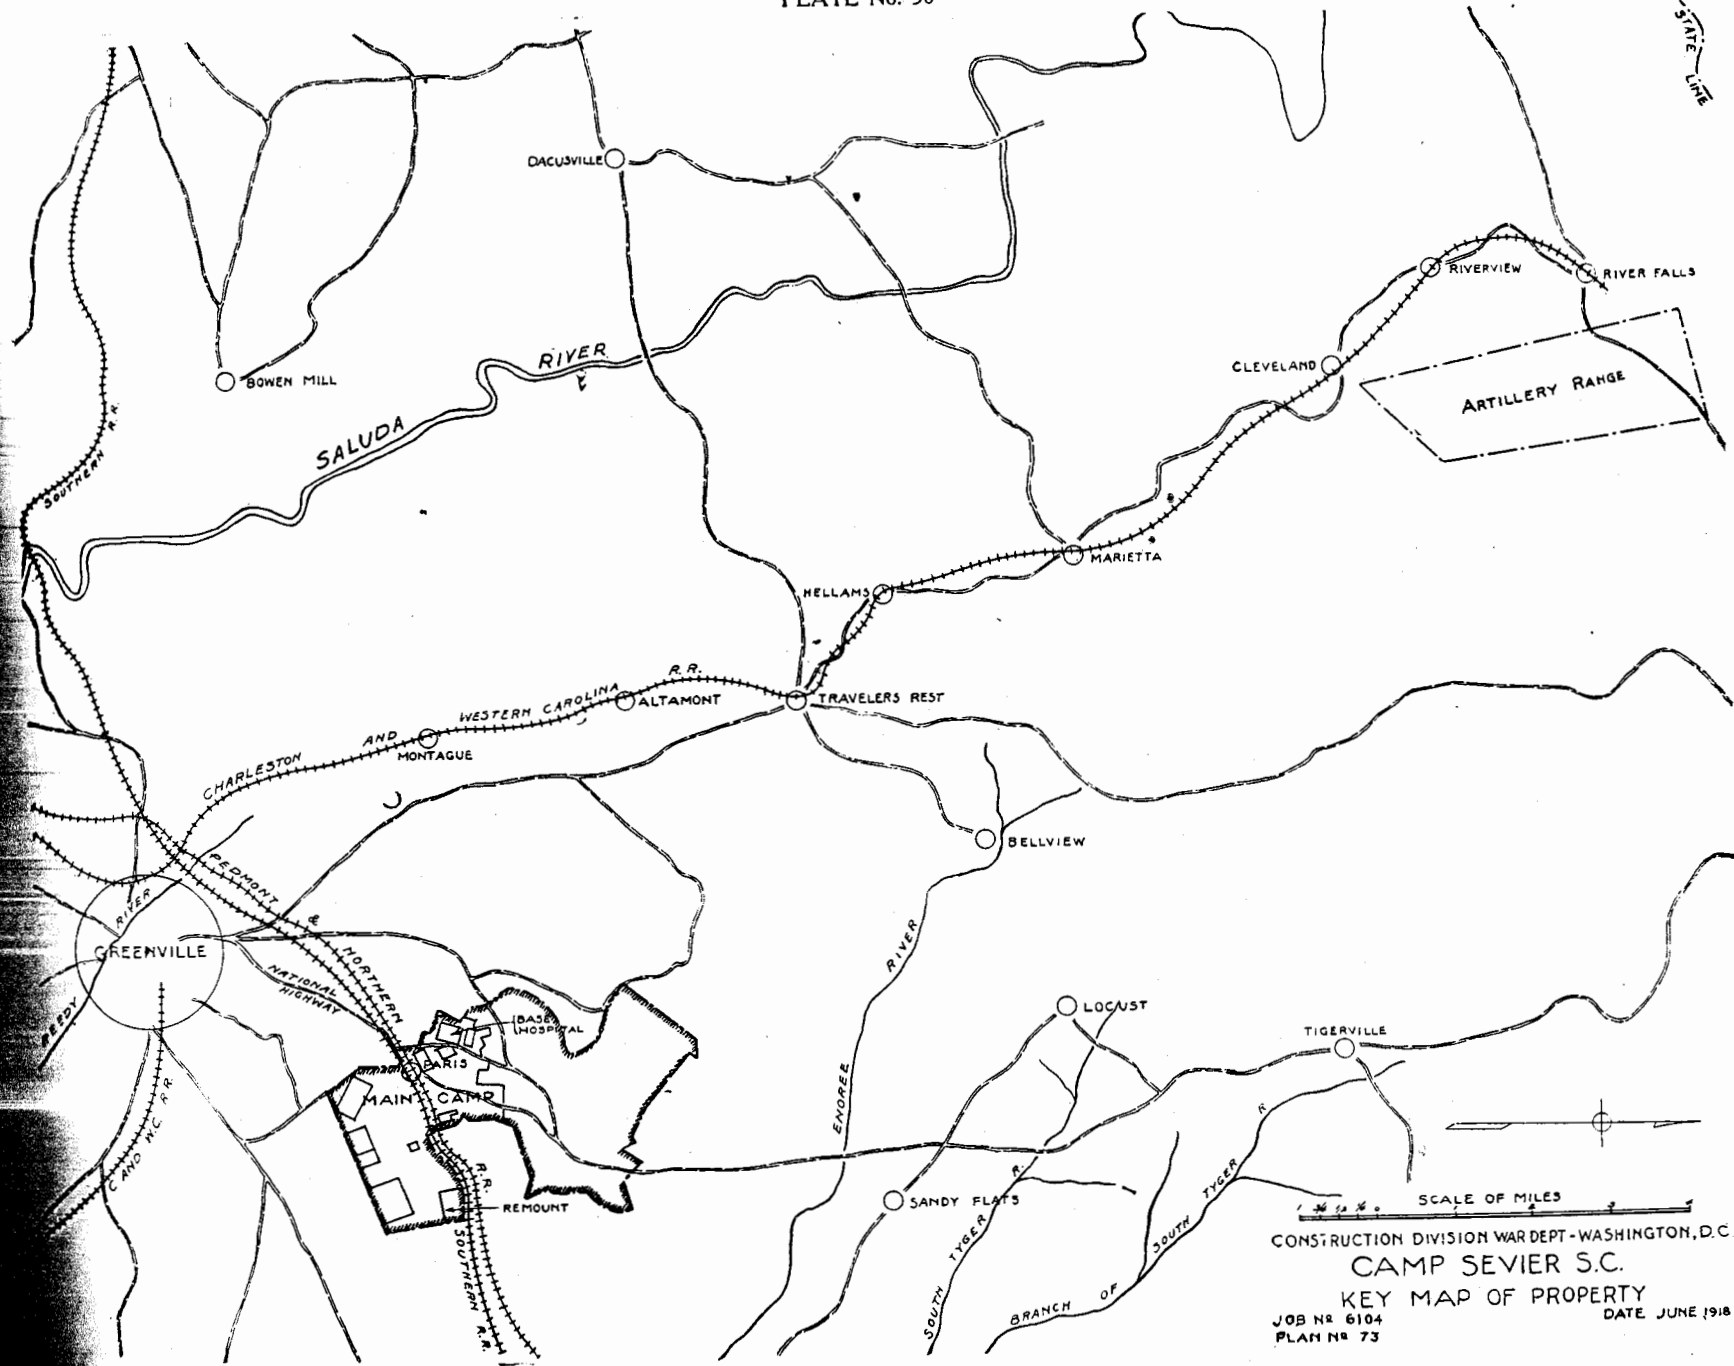 PLATE No. 50
STATE LINE
DACUSVILLE
RIVERVIEW
RIVER FALLS
BOWEN MILL
RIVER
CLEVELAND
ARTILLERY RANGE
SALUDA
SOUTHERN R.R.
MARIETTA
HELLAMS
R.R.
WESTERN CAROLINA
ALTAMONT
TRAVELERS REST
AND
MONTAGUE
CHARLESTON
BELLVIEW
PEDMONT & NORTHERN
RIVER
GREENVILLE
NATIONAL HIGHWAY
RIVER
REEDY
BASE HOSPITAL
LOCUST
TIGERVILLE
PARIS
MAIN CAMP
ENOREE
C AND W.C. R.R.
R.R.
REMOUNT
SANDY FLATS
R.
R.
SOUTH TYGER
SOUTH TYGER
BRANCH OF
SOUTHERN R.R.
SCALE OF MILES
CONSTRUCTION DIVISION WAR DEPT-WASHINGTON, D.C.
CAMP SEVIER S.C.
KEY MAP OF PROPERTY
JOB No 6104
DATE JUNE 1918
PLAN No 73